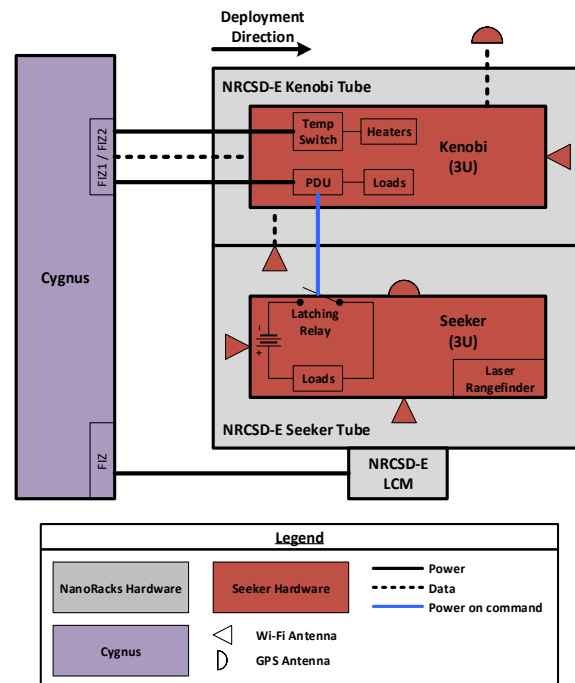 Deployment
Direction
NRCSD-E Kenobi Tube
FIZ1 / FIZ2
Temp
Switch
Heaters
Kenobi
(3U)
PDU
Loads
Cygnus
Latching
Relay
Seeker
(3U)
–
+
Loads
Laser
Rangefinder
NRCSD-E Seeker Tube
FIZ
NRCSD-E
LCM
Legend
NanoRacks Hardware
Seeker Hardware
Power
Data
Power on command
Cygnus
Wi-Fi Antenna
GPS Antenna